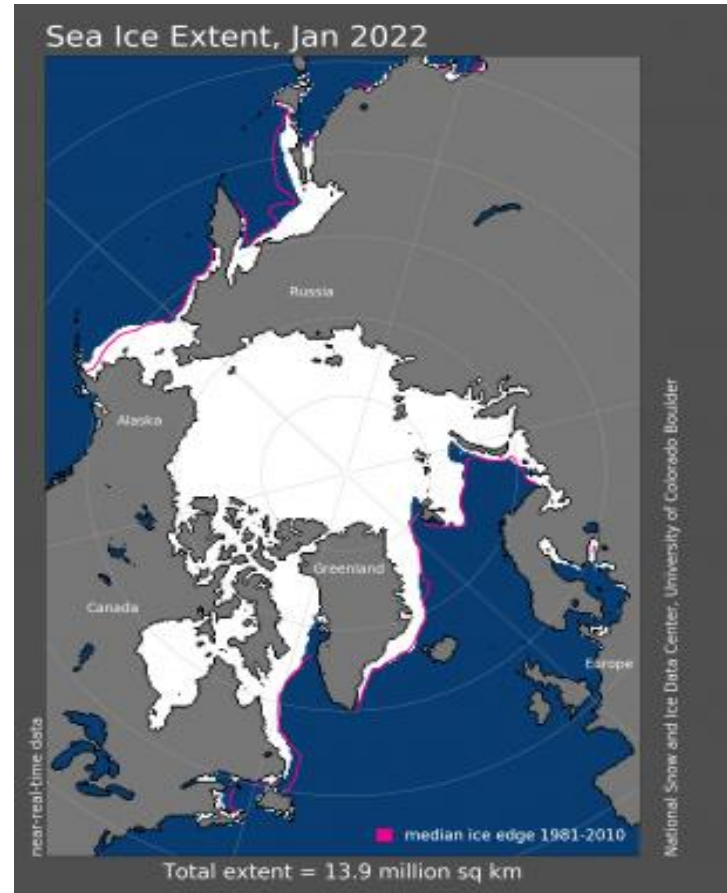 Sea Ice Extent, Jan 2022
Russia
Alaska
Greenland
Canada
Europe
near-real-time data
National Snow and Ice Data Center, University of Colorado Boulder
median ice edge 1981-2010
Total extent = 13.9 million sq km